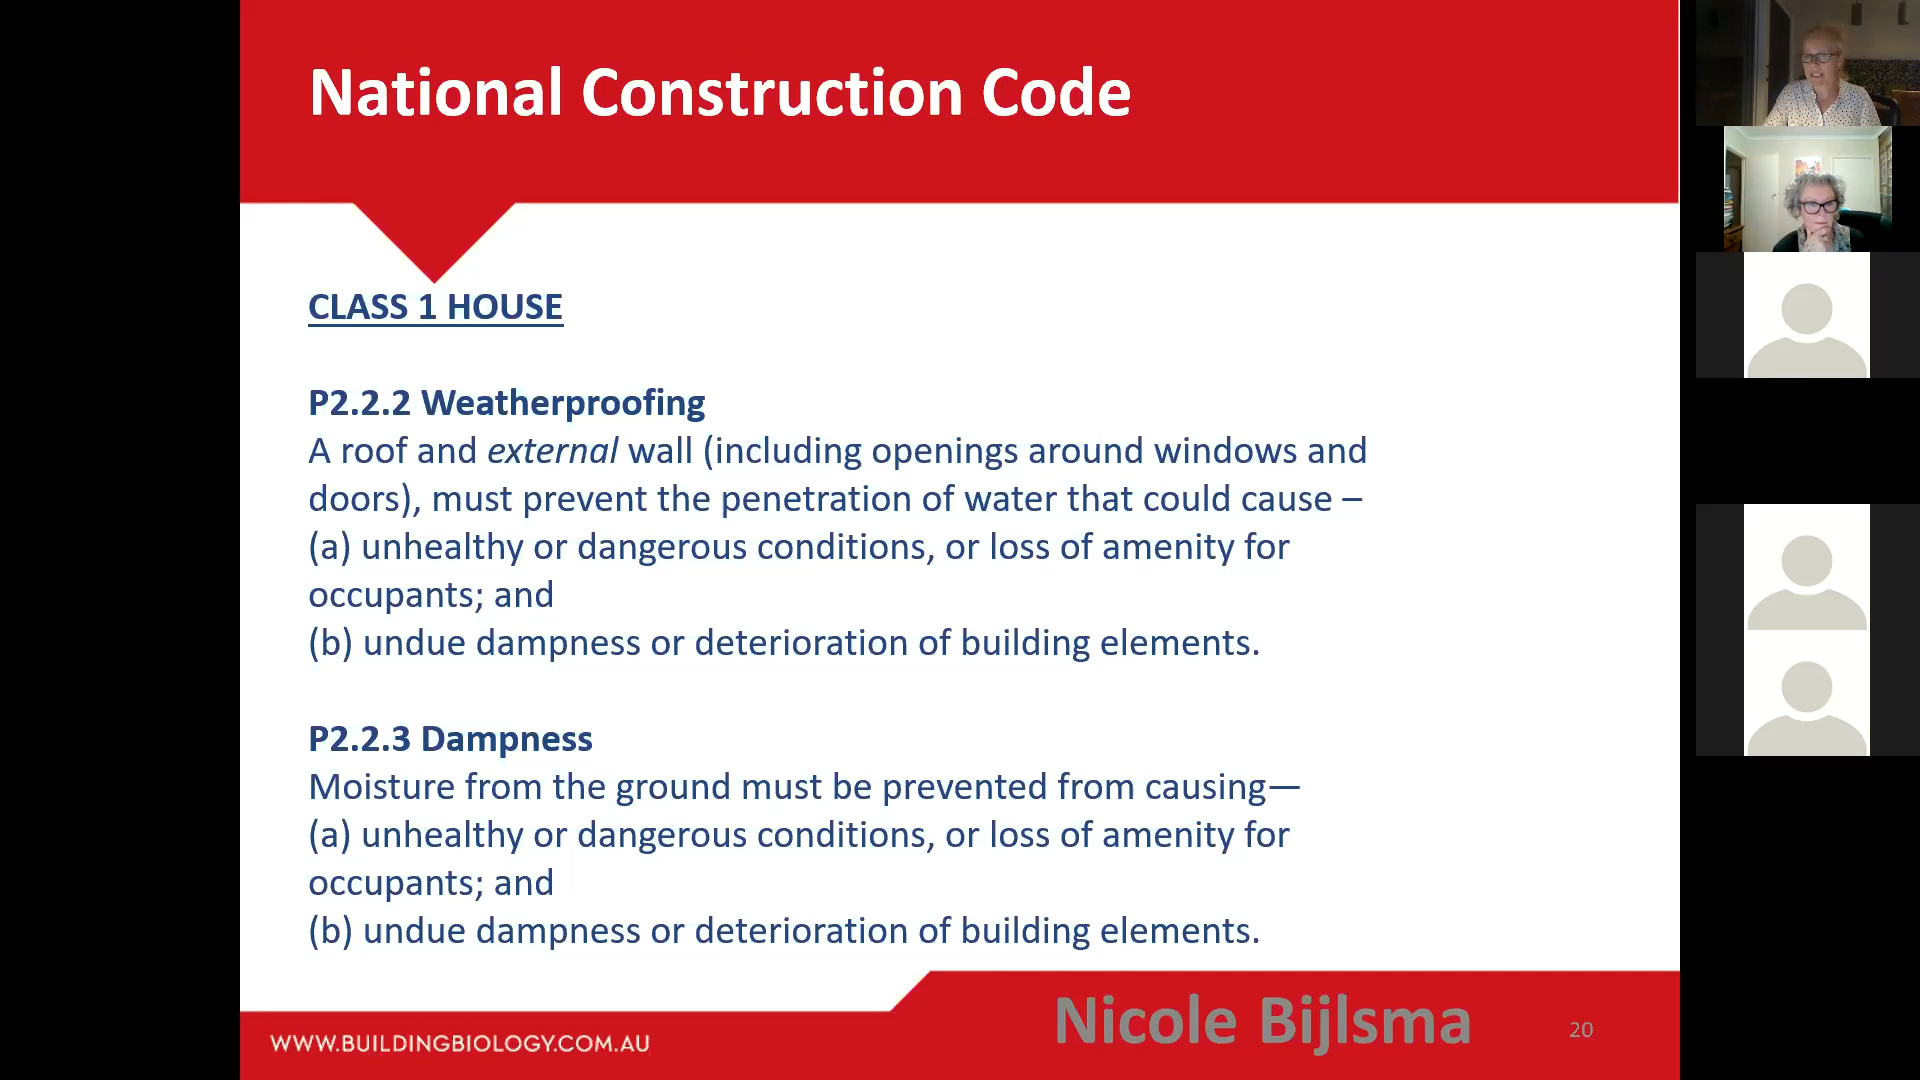 National Construction Code
CLASS 1 HOUSE
P2.2.2 Weatherproofing
A roof and external wall (including openings around windows and
doors), must prevent the penetration of water that could cause –
(a) unhealthy or dangerous conditions, or loss of amenity for
occupants; and
(b) undue dampness or deterioration of building elements.
P2.2.3 Dampness
Moisture from the ground must be prevented from causing—
(a) unhealthy or dangerous conditions, or loss of amenity for
occupants; and
(b) undue dampness or deterioration of building elements.
WWW.BUILDINGBIOLOGY.COM.AU
Nicole Bijlsma
20